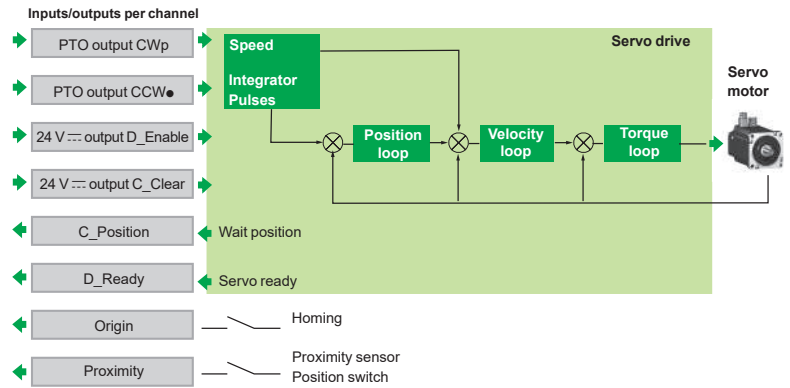 Inputs/outputs per channel
PTO output CWp
PTO output CCW●
24 V ⎓ output D_Enable
24 V ⎓ output C_Clear
C_Position
D_Ready
Origin
Proximity
Speed
Integrator
Pulses
Servo drive
Position
loop
Velocity
loop
Torque
loop
Servo
motor
Wait position
Servo ready
Homing
Proximity sensor
Position switch